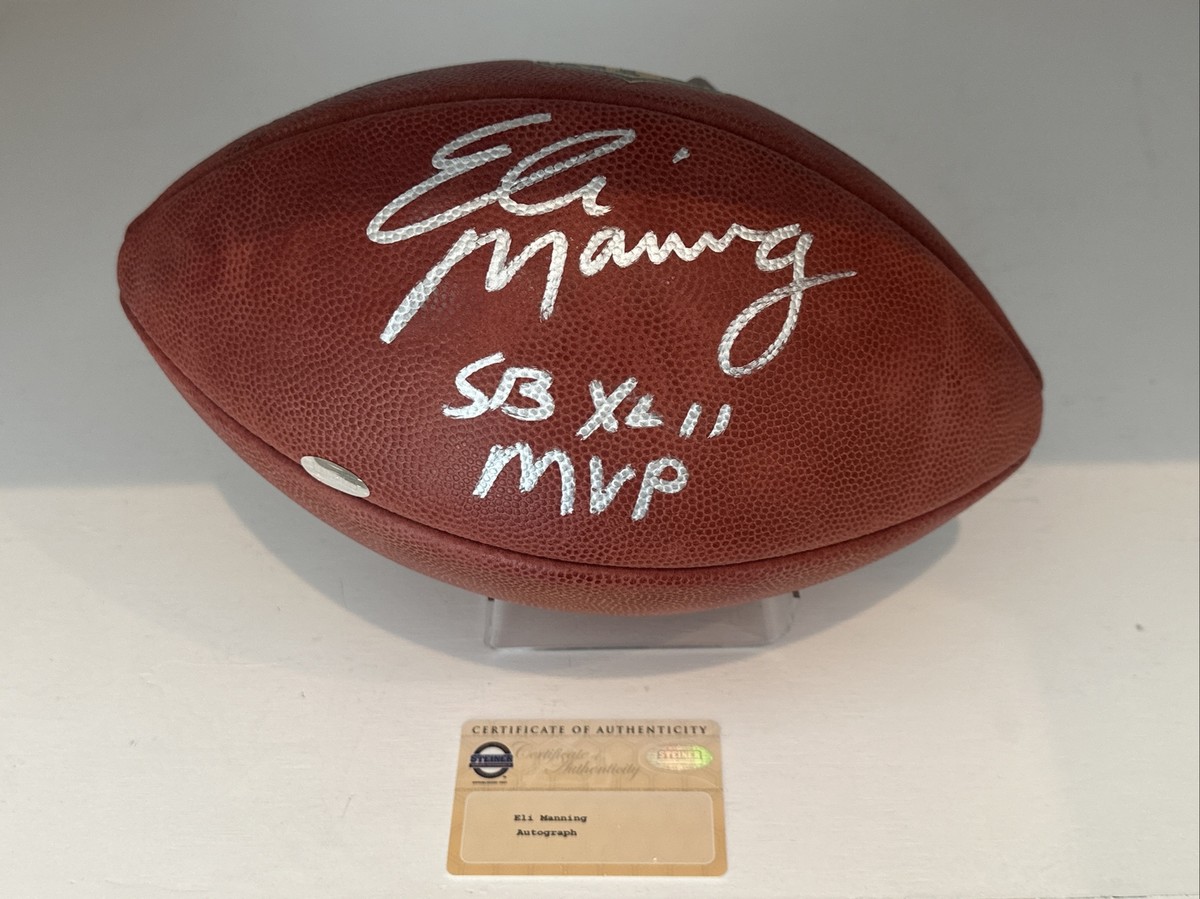 Eli
Manning
SB XLII
MVP
CERTIFICATE OF AUTHENTICITY
STEINER
Certificate of
Authenticity
STEINER
Eli Manning
Autograph